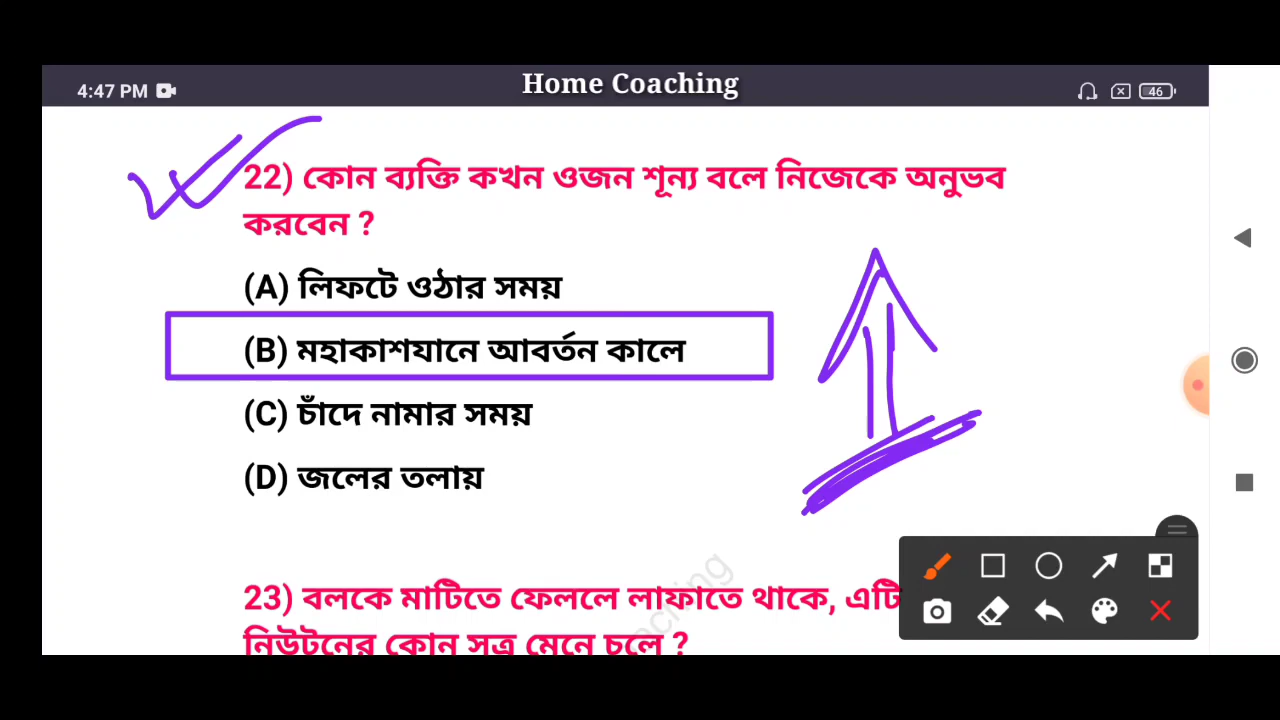 Home Coaching
4:47 PM
46
22) কোন ব্যক্তি কখন ওজন শূন্য বলে নিজেকে অনুভব
করবেন ?
(A) লিফটে ওঠার সময়
(B) মহাকাশযানে আবর্তন কালে
(C) চাঁদে নামার সময়
(D) জলের তলায়
23) বলকে মাটিতে ফেললে লাফাতে থাকে, এটি
নিউটনের কোন সূত্র মেনে চলে ?